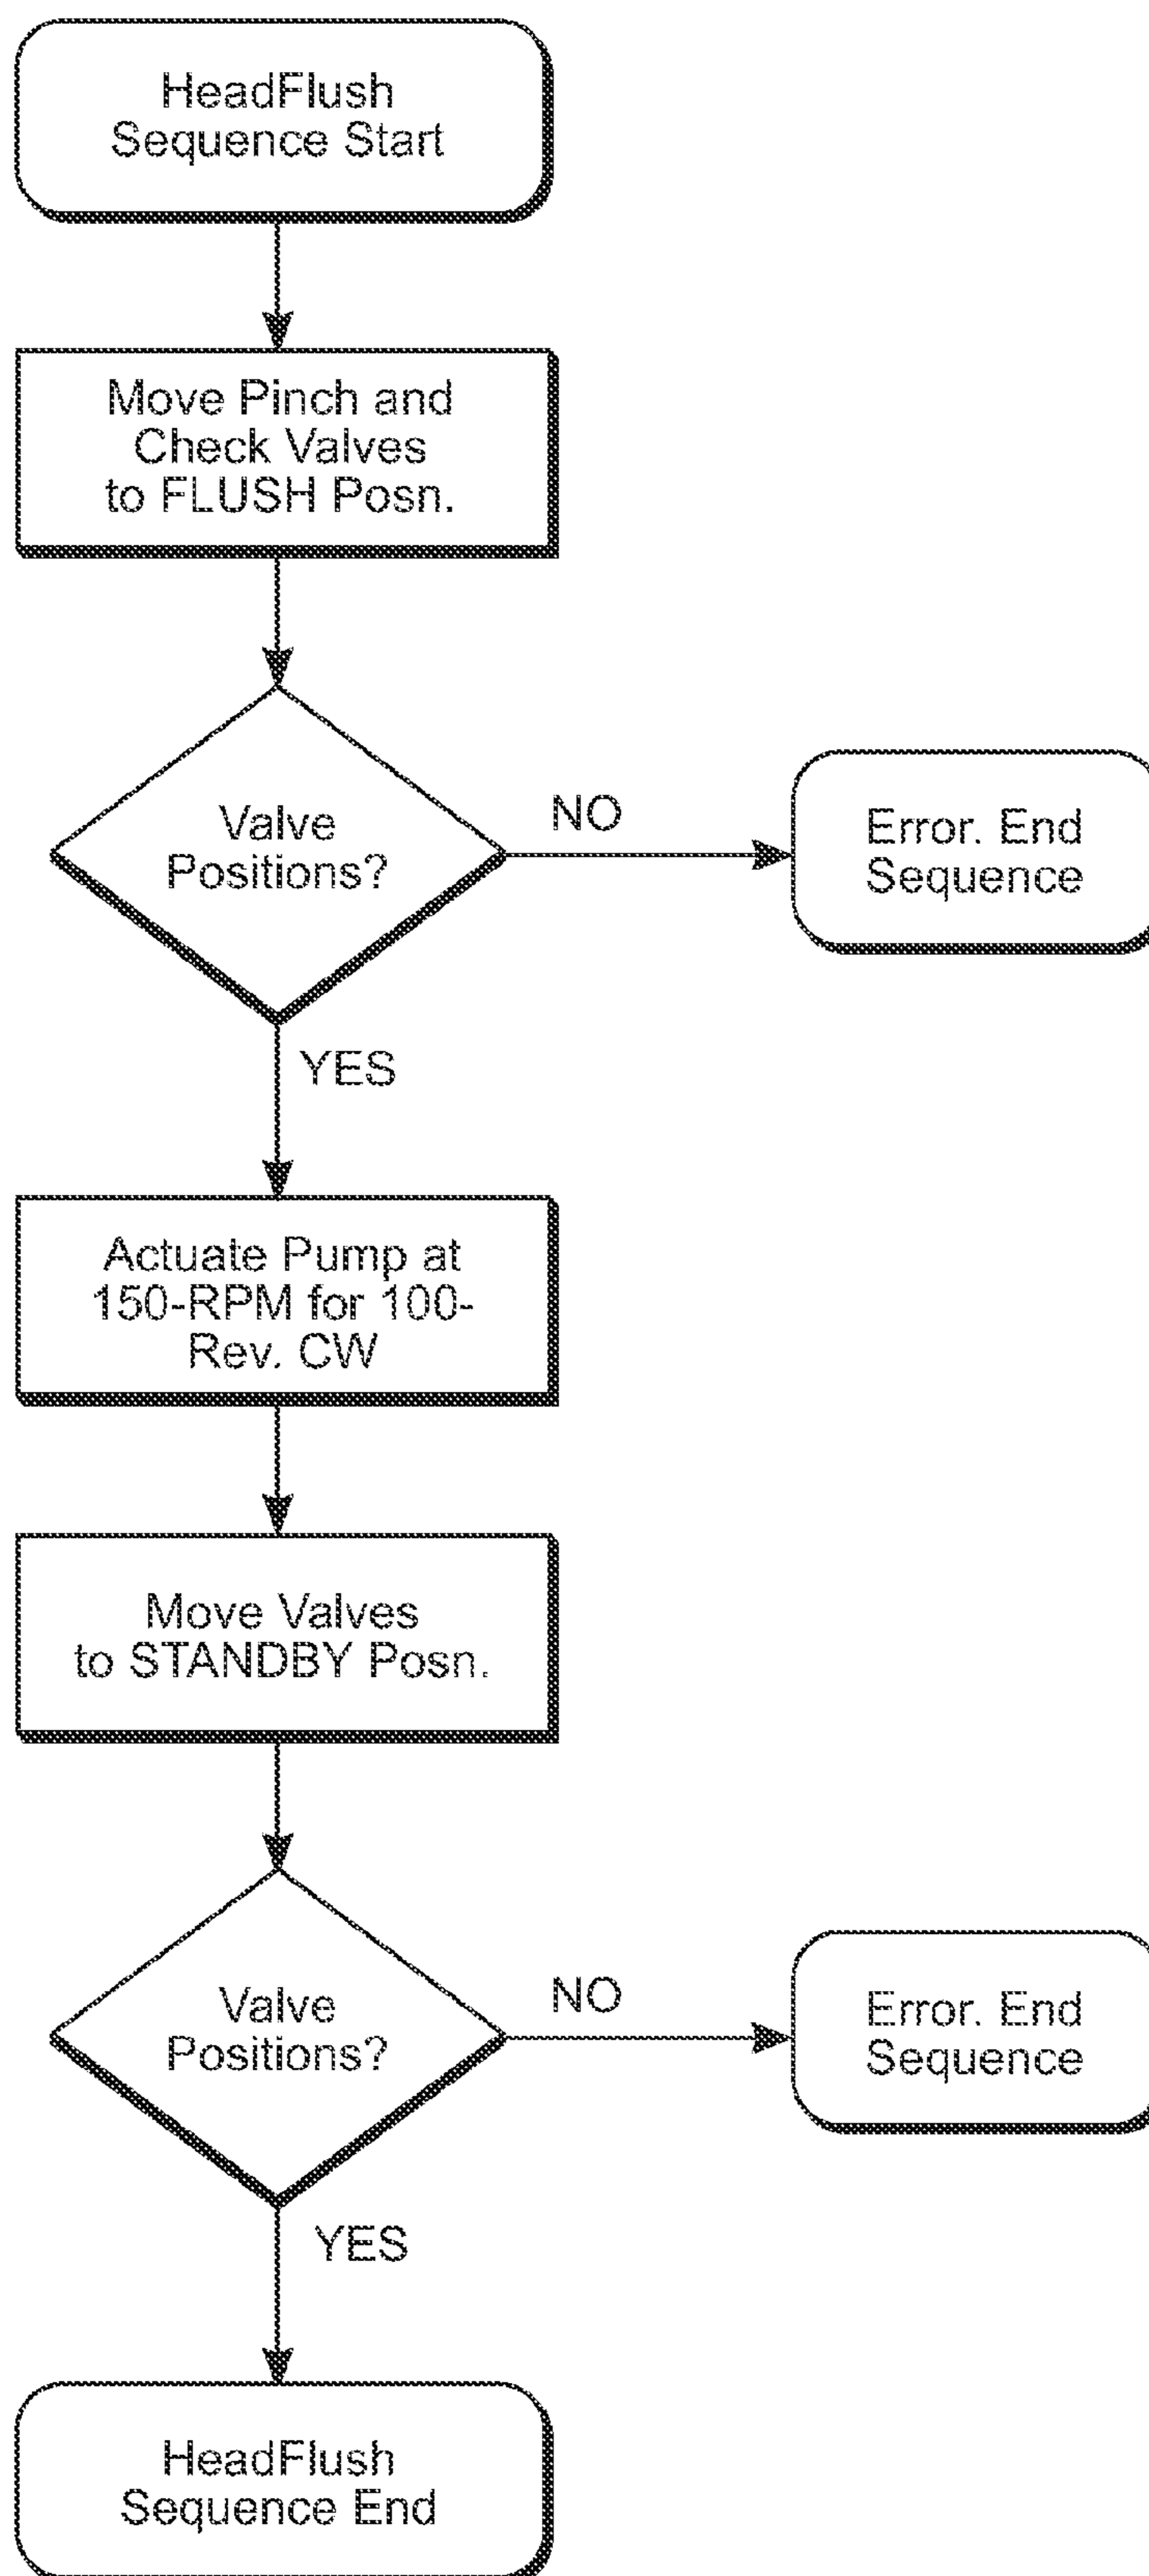 HeadFlush
Sequence Start
Move Pinch and
Check Valves
to FLUSH Posn.
Valve
Positions?
NO
Error. End
Sequence
YES
Actuate Pump at
150-RPM for 100-
Rev. CW
Move Valves
to STANDBY Posn.
Valve
Positions?
NO
Error. End
Sequence
YES
HeadFlush
Sequence End